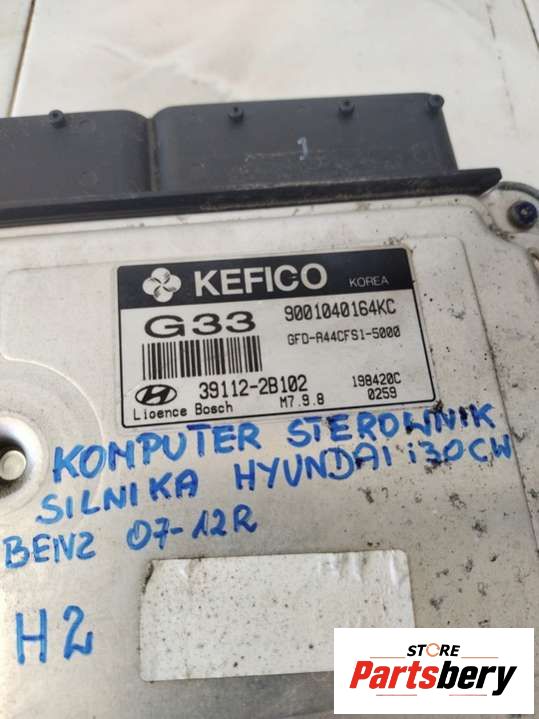 KEFICO KOREA
G33 9001040164KC
GFD-A44CFS1-5000
39112-2B102 198420C
Licence Bosch M7.9.8 0259
KOMPUTER STEROWNIK
SILNIKA HYUNDAI i30CW
BENZ 07-12R
H2
STORE
Partsbery